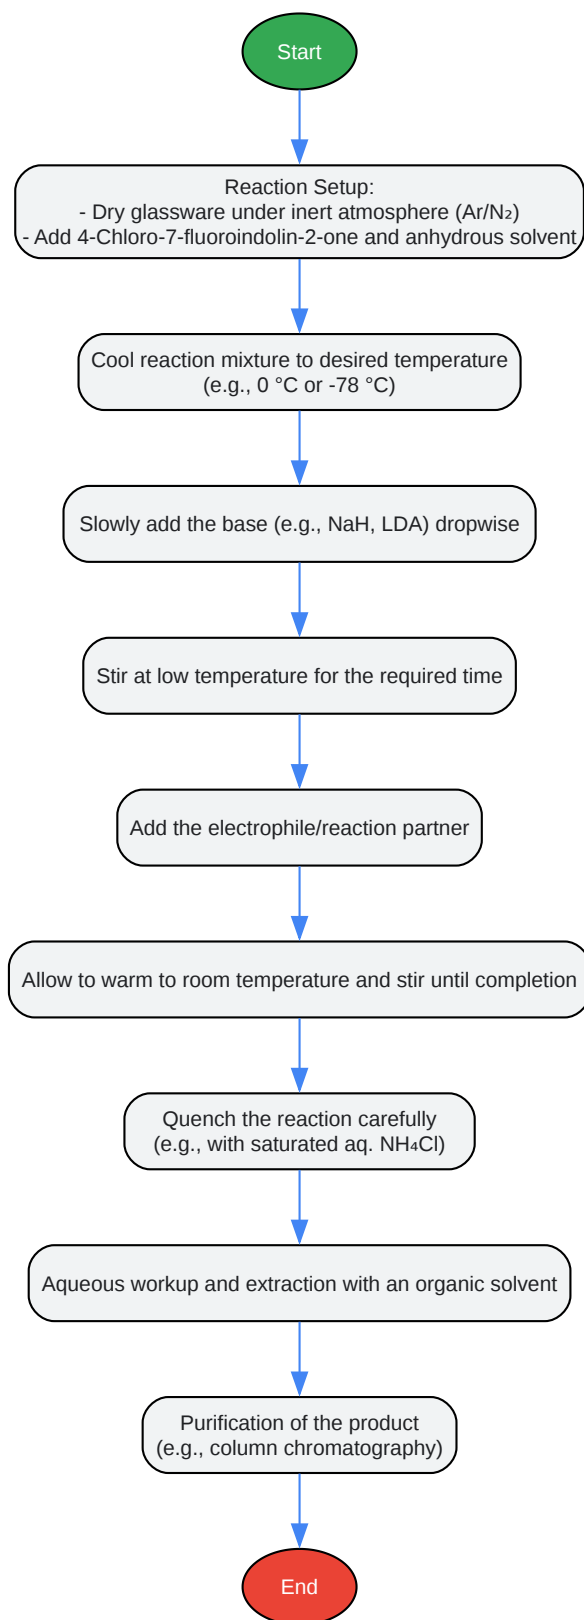 Start
Reaction Setup:
- Dry glassware under inert atmosphere (Ar/N₂)
- Add 4-Chloro-7-fluoroindolin-2-one and anhydrous solvent
Cool reaction mixture to desired temperature
(e.g., 0 °C or -78 °C)
Slowly add the base (e.g., NaH, LDA) dropwise
Stir at low temperature for the required time
Add the electrophile/reaction partner
Allow to warm to room temperature and stir until completion
Quench the reaction carefully
(e.g., with saturated aq. NH₄Cl)
Aqueous workup and extraction with an organic solvent
Purification of the product
(e.g., column chromatography)
End